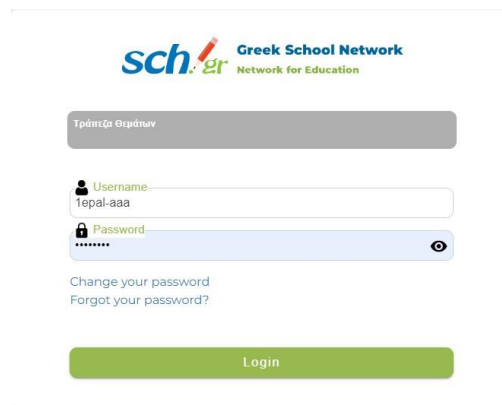 sch.gr
Greek School Network
Network for Education
Τράπεζα Θεμάτων
Username
1epal-aaa
Password
••••••••
Change your password
Forgot your password?
Login